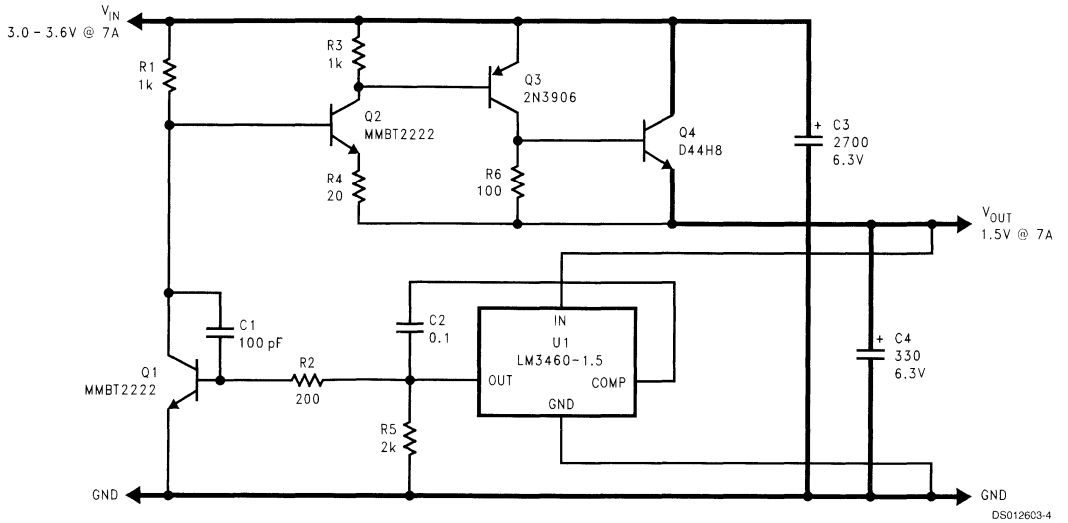 VIN
3.0 – 3.6V @ 7A
R1
1k
R3
1k
Q3
2N3906
Q2
MMBT2222
Q4
D44H8
+ C3
2700
6.3V
R4
20
R6
100
VOUT
1.5V @ 7A
C1
100 pF
C2
0.1
IN
U1
LM3460-1.5
OUT
COMP
GND
+ C4
330
6.3V
Q1
MMBT2222
R2
200
R5
2k
GND
GND
DS012603-4